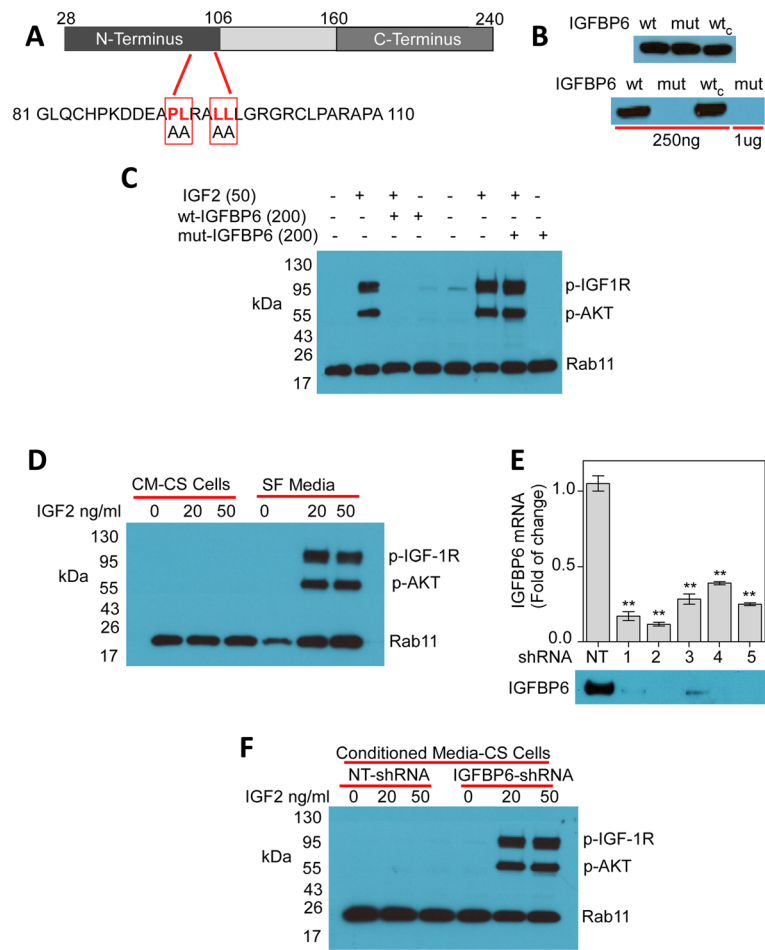 A
28 106 160 240
N-Terminus C-Terminus
81 GLQCHPKDDEAPLRALLLGRGRCLPARAPA 110
AA AA
B
IGFBP6 wt mut wtc
IGFBP6 wt mut wtc mut
250ng 1ug
C
IGF2 (50) - + + - - + + -
wt-IGFBP6 (200) - - + + - - - -
mut-IGFBP6 (200) - - - - - - + +
130
95 p-IGF1R
kDa
55 p-AKT
43
26 Rab11
17
D
CM-CS Cells SF Media
IGF2 ng/ml 0 20 50 0 20 50
130
95 p-IGF-1R
kDa
55 p-AKT
43
26 Rab11
17
E
IGFBP6 mRNA
(Fold of change)
1.0
0.5
0.0
** ** ** ** **
shRNA NT 1 2 3 4 5
IGFBP6
F
Conditioned Media-CS Cells
NT-shRNA IGFBP6-shRNA
IGF2 ng/ml 0 20 50 0 20 50
130
95 p-IGF-1R
kDa
55 p-AKT
43
26 Rab11
17